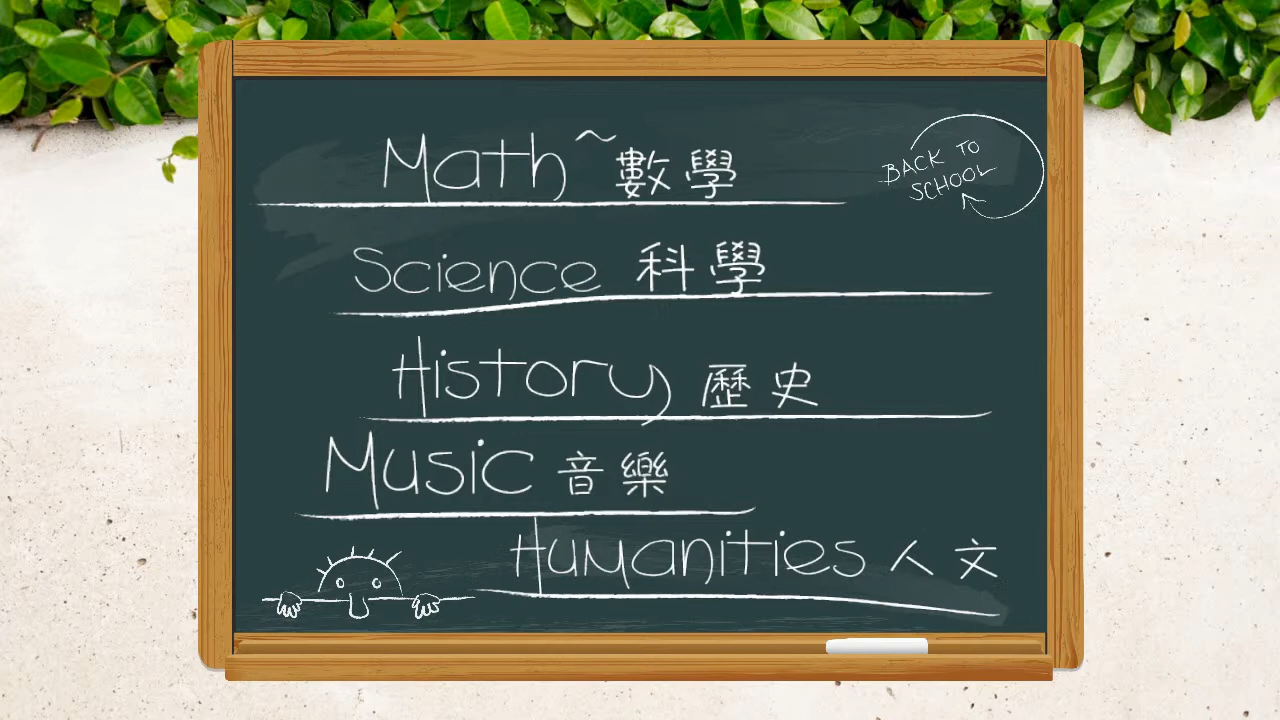 Math~ 數學
BACK TO
SCHOOL
Science 科學
History 歷史
Music 音樂
Humanities 人文